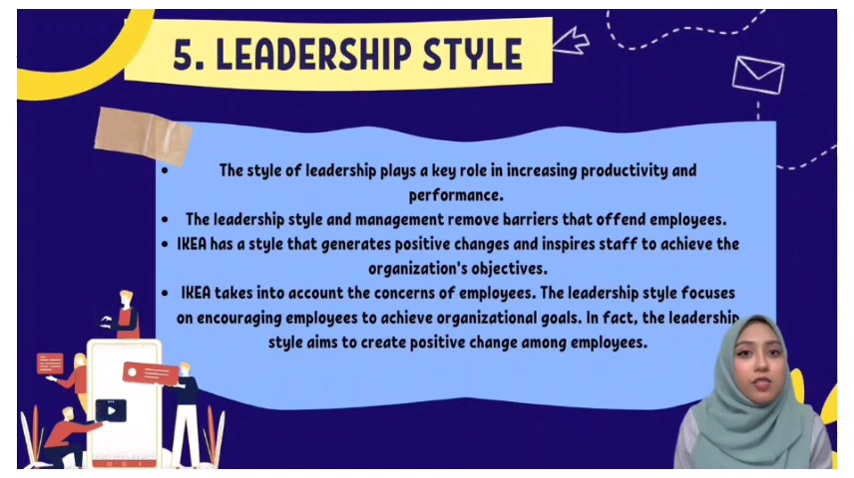 5. LEADERSHIP STYLE
• The style of leadership plays a key role in increasing productivity and
performance.
• The leadership style and management remove barriers that offend employees.
• IKEA has a style that generates positive changes and inspires staff to achieve the
organization's objectives.
• IKEA takes into account the concerns of employees. The leadership style focuses
on encouraging employees to achieve organizational goals. In fact, the leadership
style aims to create positive change among employees.